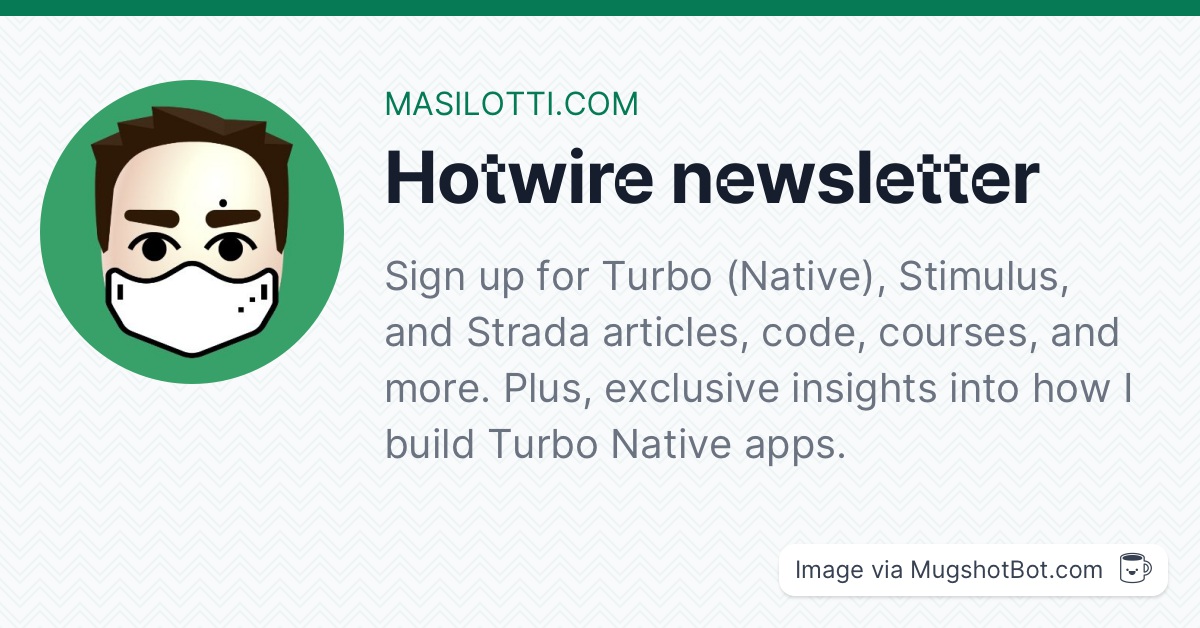 MASILOTTI.COM
Hotwire newsletter
Sign up for Turbo (Native), Stimulus,
and Strada articles, code, courses, and
more. Plus, exclusive insights into how I
build Turbo Native apps.
Image via MugshotBot.com